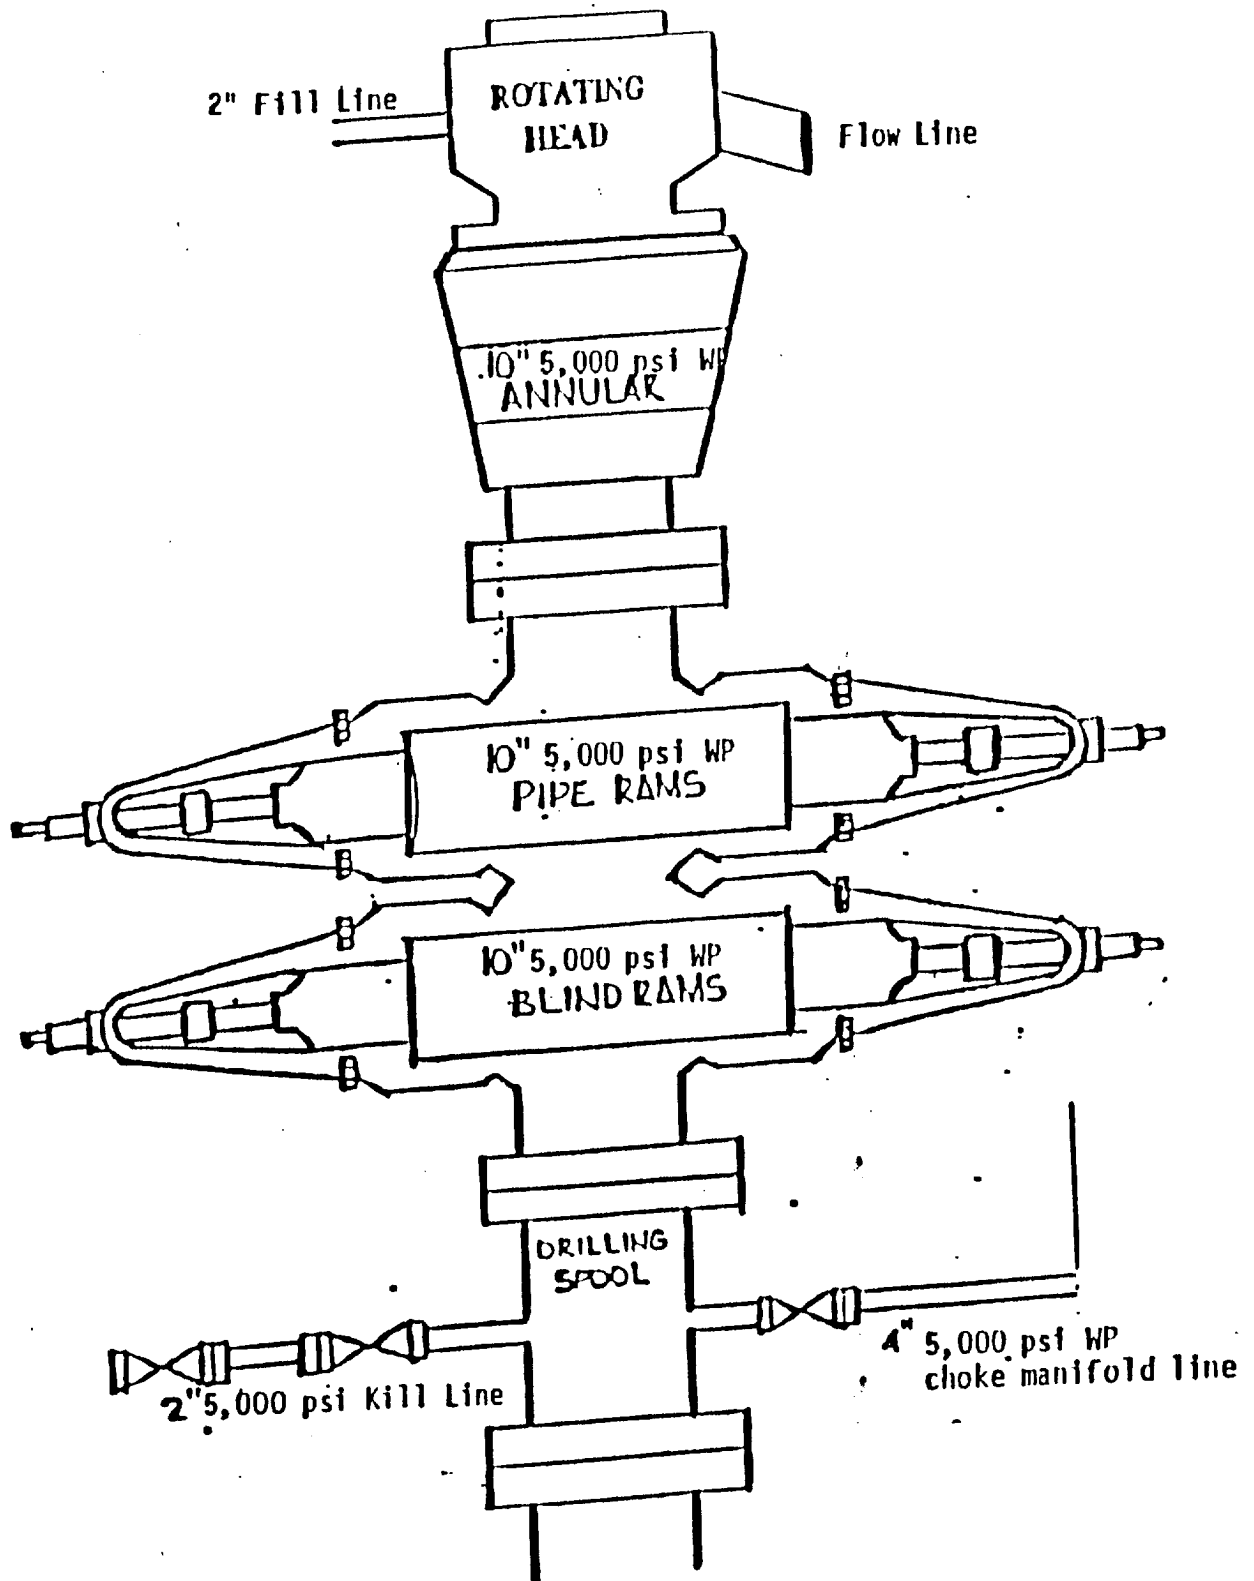 2" Fill Line
ROTATING
HEAD
Flow Line
10" 5,000 psi WP
ANNULAR
10" 5,000 psi WP
PIPE RAMS
10" 5,000 psi WP
BLIND RAMS
DRILLING
SPOOL
2" 5,000 psi Kill Line
4" 5,000 psi WP
choke manifold line